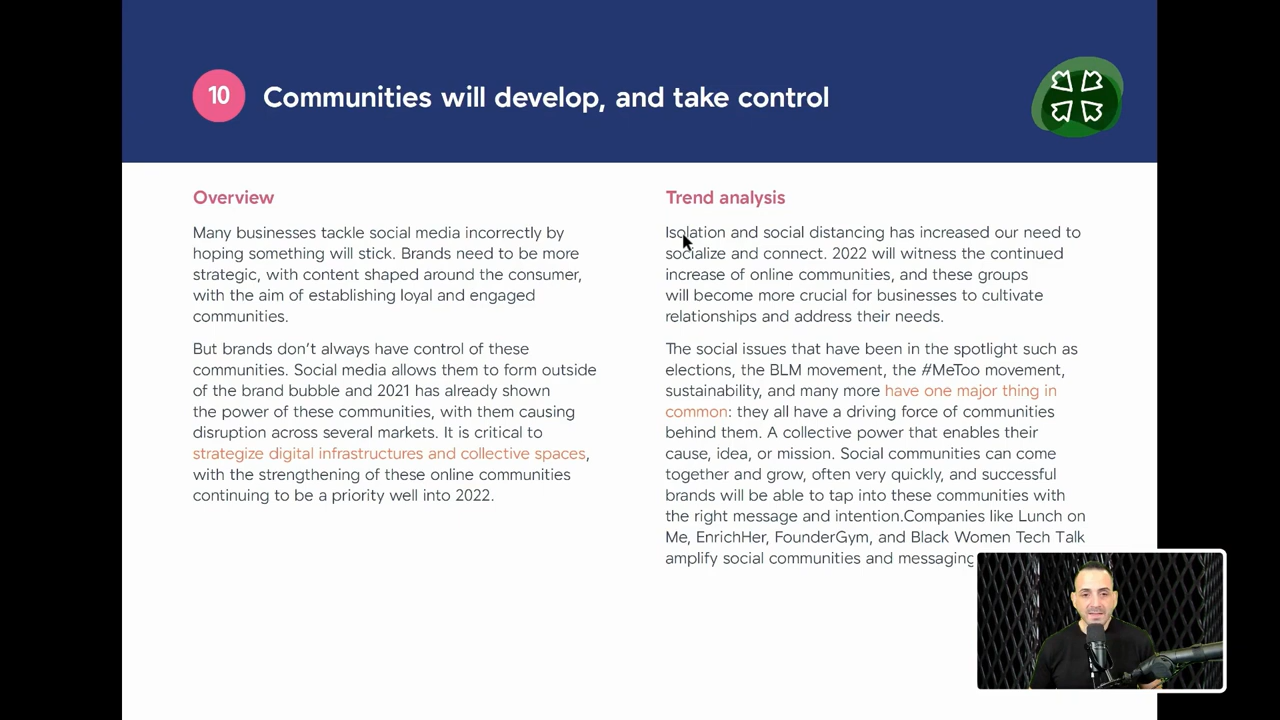 10
Communities will develop, and take control
Overview
Many businesses tackle social media incorrectly by
hoping something will stick. Brands need to be more
strategic, with content shaped around the consumer,
with the aim of establishing loyal and engaged
communities.
But brands don't always have control of these
communities. Social media allows them to form outside
of the brand bubble and 2021 has already shown
the power of these communities, with them causing
disruption across several markets. It is critical to
strategize digital infrastructures and collective spaces,
with the strengthening of these online communities
continuing to be a priority well into 2022.
Trend analysis
Isolation and social distancing has increased our need to
socialize and connect. 2022 will witness the continued
increase of online communities, and these groups
will become more crucial for businesses to cultivate
relationships and address their needs.
The social issues that have been in the spotlight such as
elections, the BLM movement, the #MeToo movement,
sustainability, and many more have one major thing in
common: they all have a driving force of communities
behind them. A collective power that enables their
cause, idea, or mission. Social communities can come
together and grow, often very quickly, and successful
brands will be able to tap into these communities with
the right message and intention.Companies like Lunch on
Me, EnrichHer, FounderGym, and Black Women Tech Talk
amplify social communities and messaging